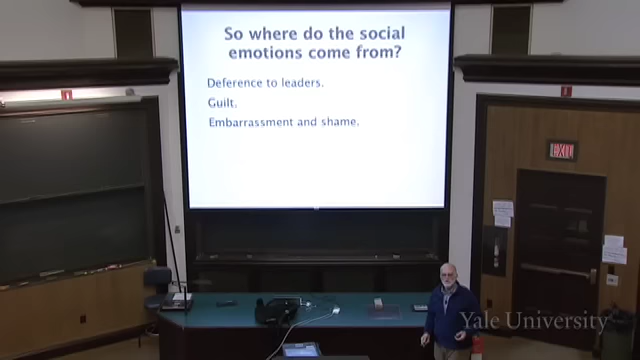 So where do the social
emotions come from?
Deference to leaders.
Guilt.
Embarrassment and shame.
EXIT
Yale University